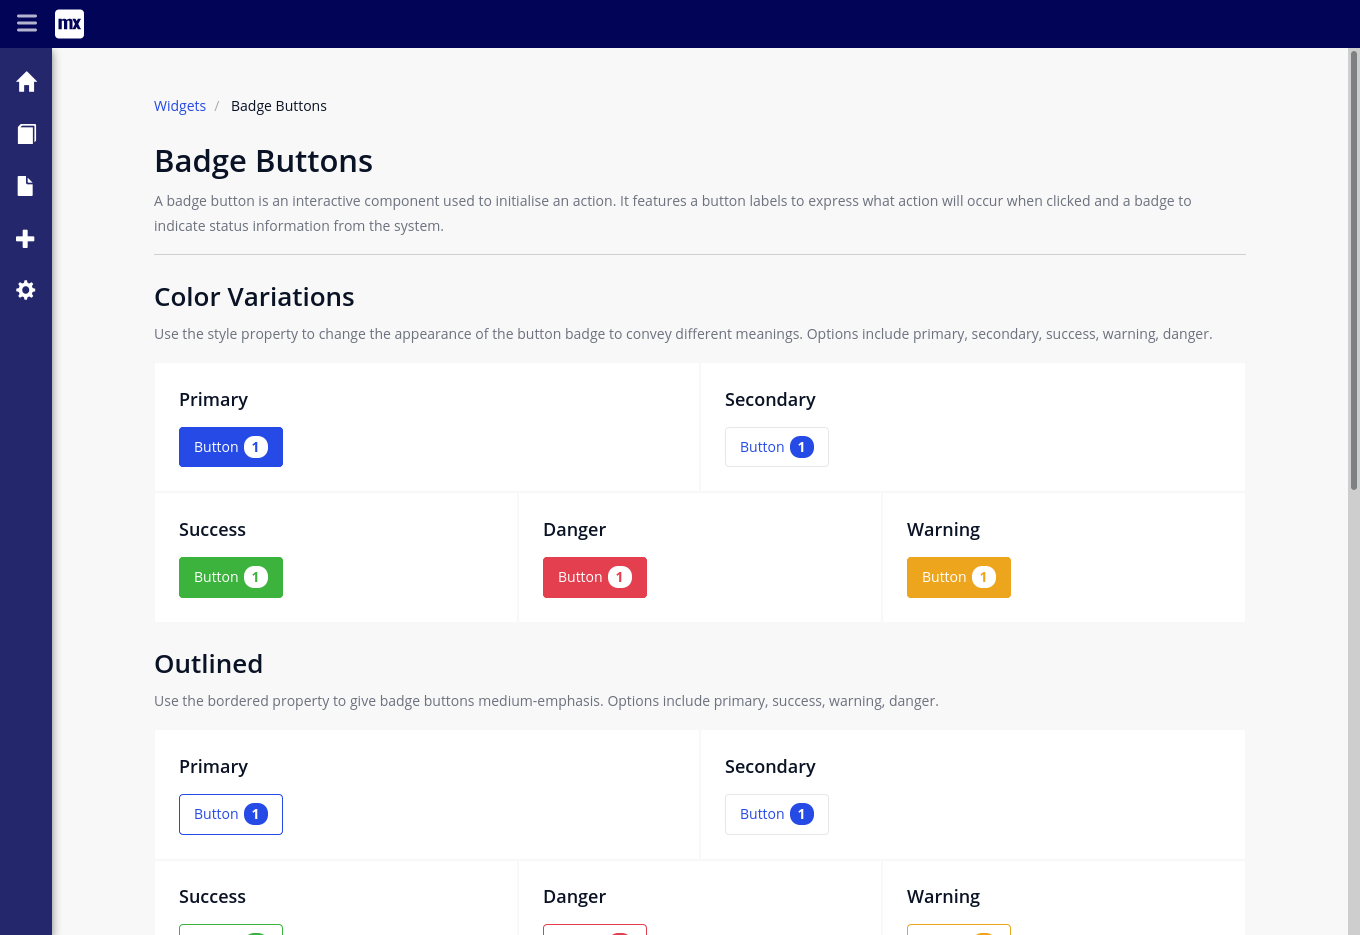 mx
Widgets / Badge Buttons
Badge Buttons
A badge button is an interactive component used to initialise an action. It features a button labels to express what action will occur when clicked and a badge to
indicate status information from the system.
Color Variations
Use the style property to change the appearance of the button badge to convey different meanings. Options include primary, secondary, success, warning, danger.
Primary
Button 1
Secondary
Button 1
Success
Button 1
Danger
Button 1
Warning
Button 1
Outlined
Use the bordered property to give badge buttons medium-emphasis. Options include primary, success, warning, danger.
Primary
Button 1
Secondary
Button 1
Success
Danger
Warning